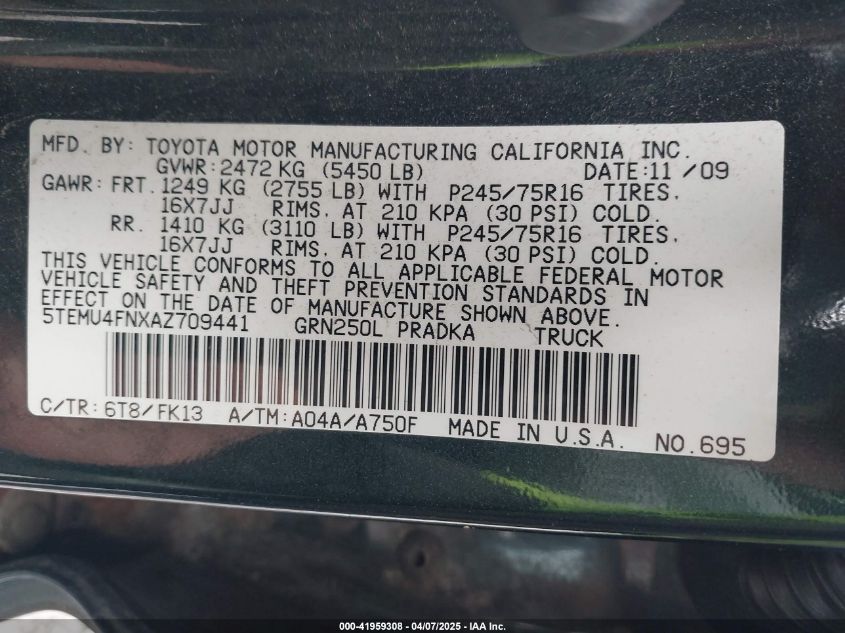 MFD. BY: TOYOTA MOTOR MANUFACTURING CALIFORNIA INC.
GVWR: 2472 KG (5450 LB) DATE: 11 /09
GAWR: FRT. 1249 KG (2755 LB) WITH P245/75R16 TIRES,
16X7JJ RIMS, AT 210 KPA (30 PSI) COLD.
RR. 1410 KG (3110 LB) WITH P245/75R16 TIRES,
16X7JJ RIMS, AT 210 KPA (30 PSI) COLD.
THIS VEHICLE CONFORMS TO ALL APPLICABLE FEDERAL MOTOR
VEHICLE SAFETY AND THEFT PREVENTION STANDARDS IN
EFFECT ON THE DATE OF MANUFACTURE SHOWN ABOVE.
5TEMU4FNXAZ709441 GRN250L PRADKA TRUCK
C/TR: 6T8/FK13 A/TM: A04A/A750F MADE IN U.S.A. NO.695
000-41959308 - 04/07/2025 - IAA Inc.